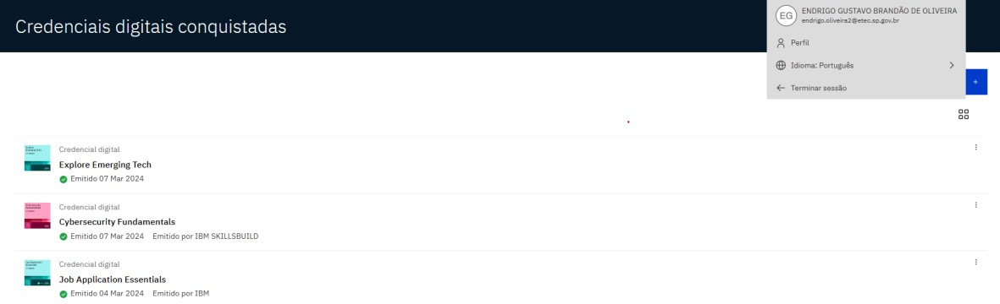 Credenciais digitais conquistadas
EG
ENDRIGO GUSTAVO BRANDÃO DE OLIVEIRA
endrigo.oliveira2@etec.sp.gov.br
Perfil
Idioma: Português
Terminar sessão
+
Credencial digital
Explore Emerging Tech
Emitido 07 Mar 2024
Credencial digital
Cybersecurity Fundamentals
Emitido 07 Mar 2024 Emitido por IBM SKILLSBUILD
Credencial digital
Job Application Essentials
Emitido 04 Mar 2024 Emitido por IBM